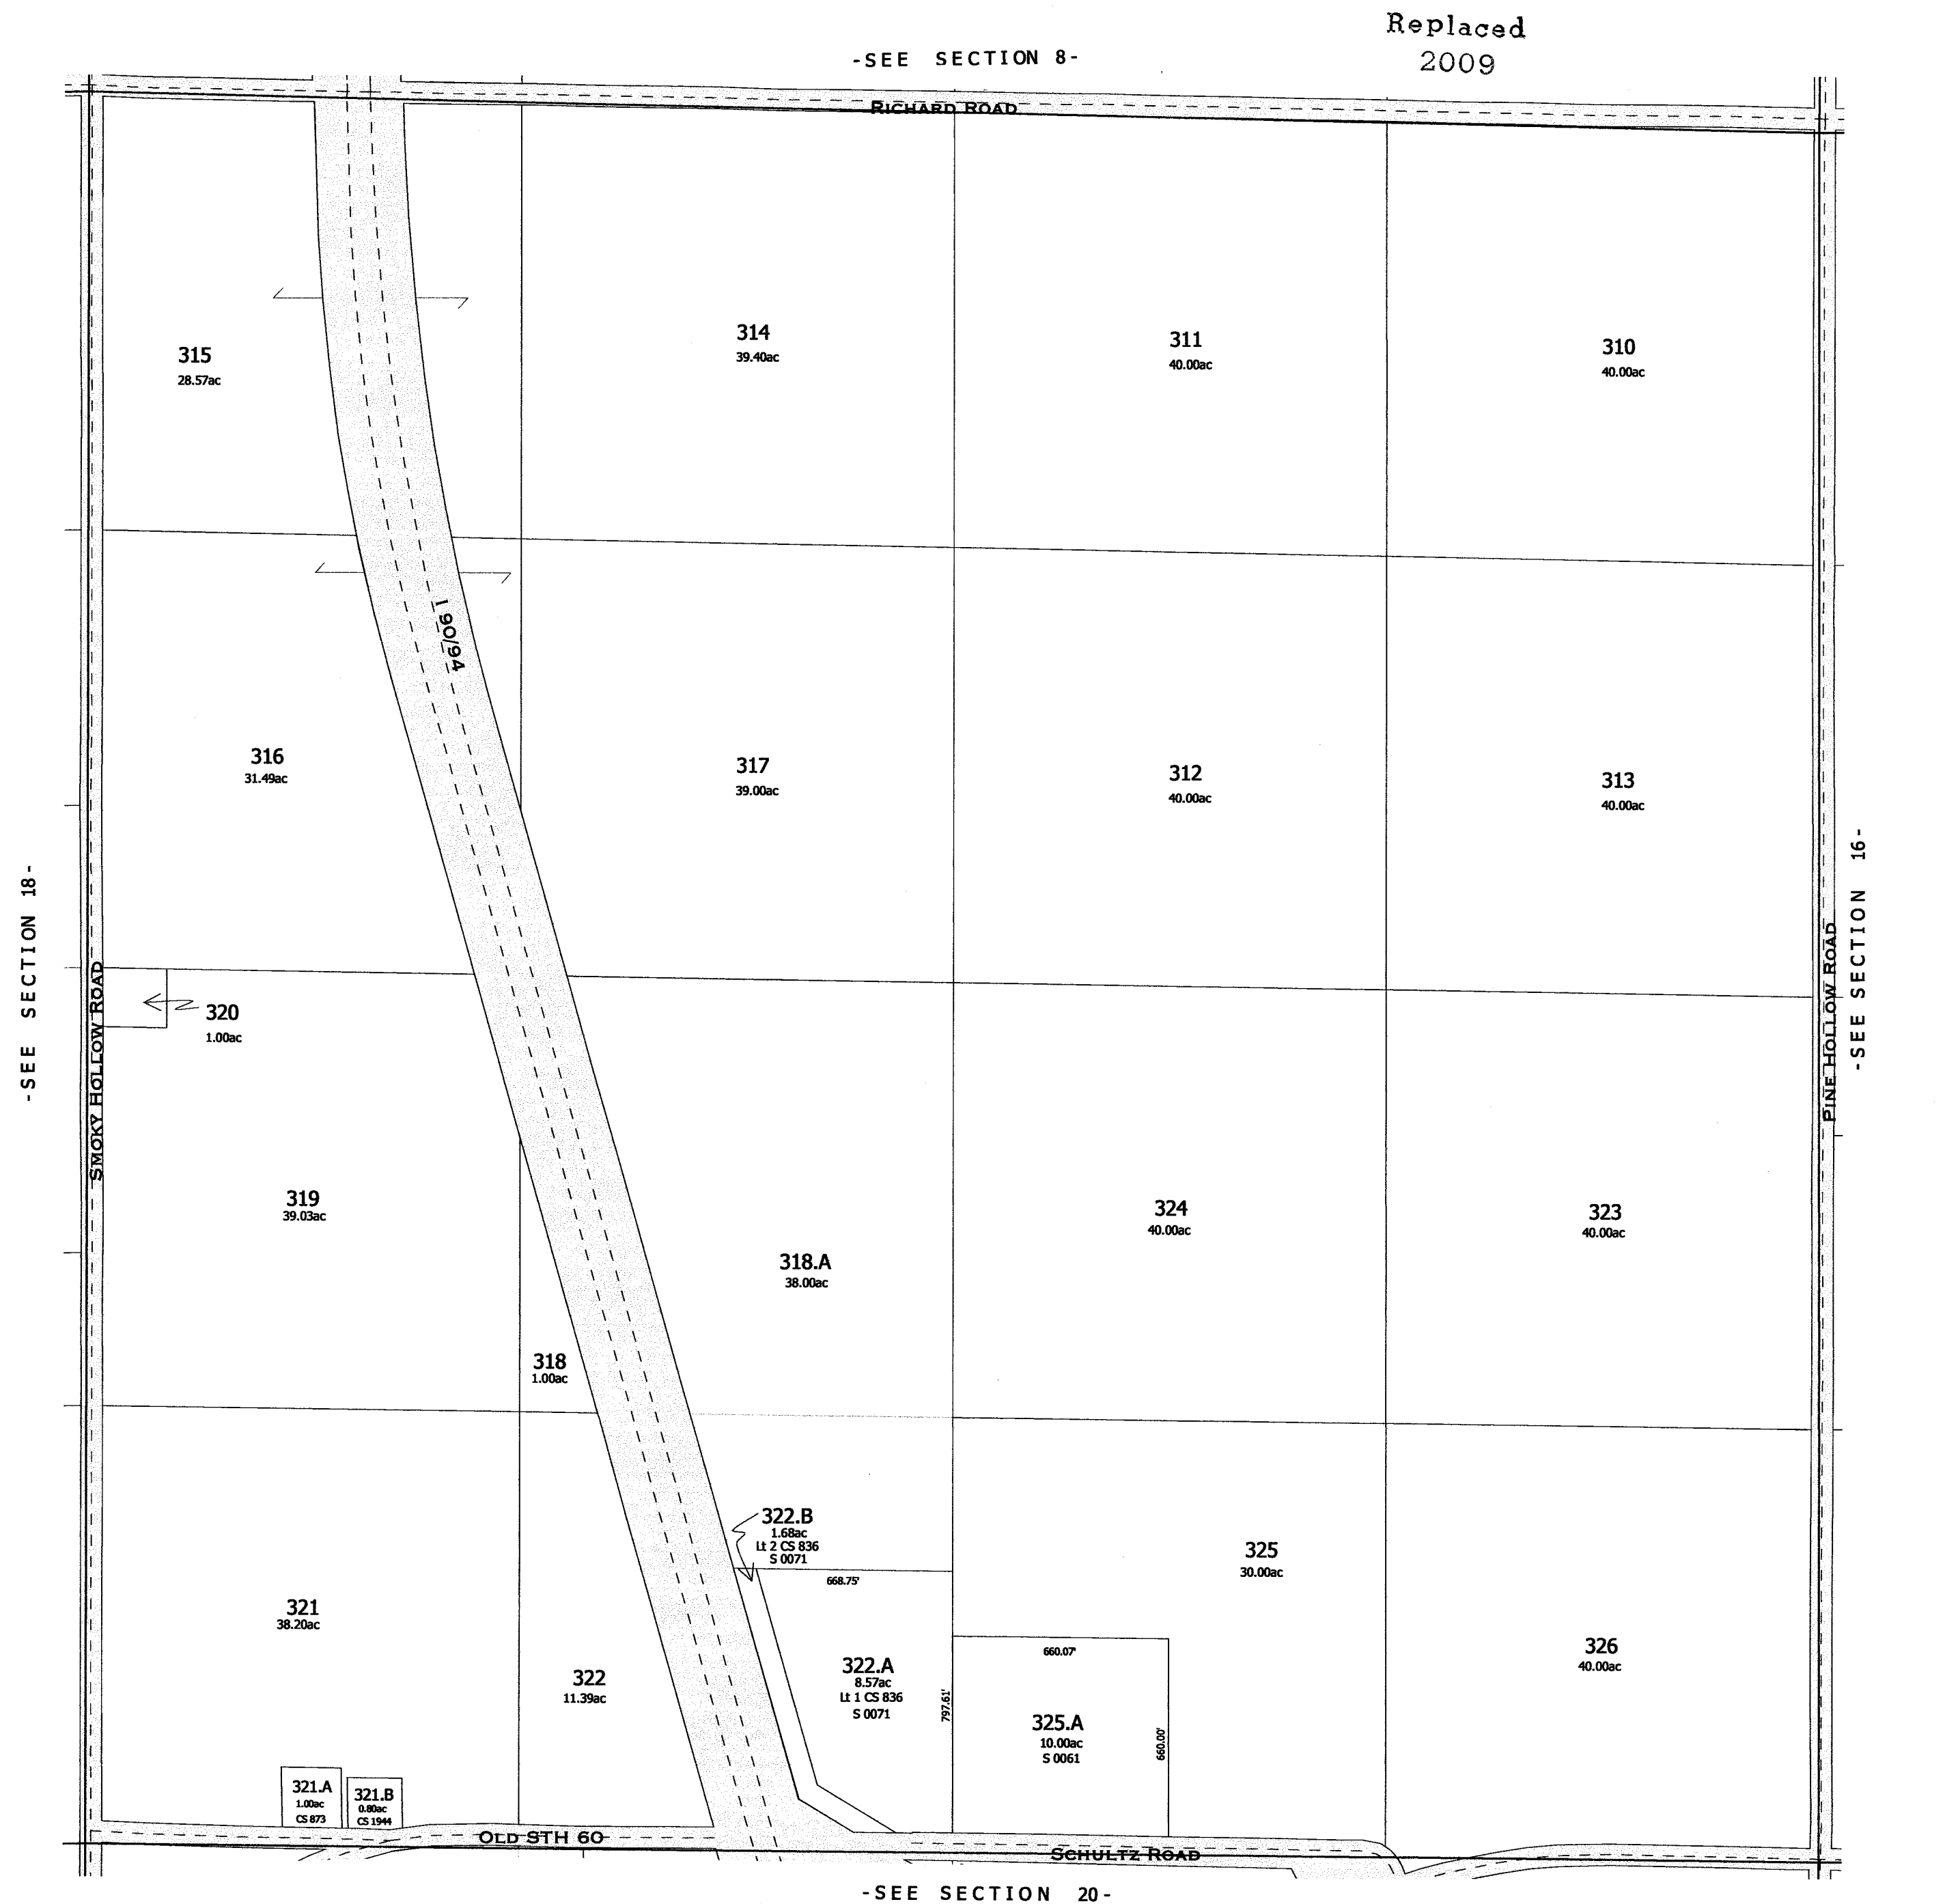 Replaced
2009
-SEE SECTION 8-
RICHARD ROAD
315
28.57ac
314
39.40ac
311
40.00ac
310
40.00ac
I 90/94
316
31.49ac
317
39.00ac
312
40.00ac
313
40.00ac
-SEE SECTION 18-
SMOKY HOLLOW ROAD
PINE HOLLOW ROAD
-SEE SECTION 16-
320
1.00ac
319
39.03ac
318.A
38.00ac
324
40.00ac
323
40.00ac
318
1.00ac
322.B
1.68ac
Lt 2 CS 836
S 0071
668.75'
325
30.00ac
321
38.20ac
322
11.39ac
322.A
8.57ac
Lt 1 CS 836
S 0071
797.61'
660.07'
325.A
10.00ac
S 0061
660.00'
326
40.00ac
321.A
1.00ac
CS 873
321.B
0.80ac
CS 1944
OLD STH 60
SCHULTZ ROAD
-SEE SECTION 20-